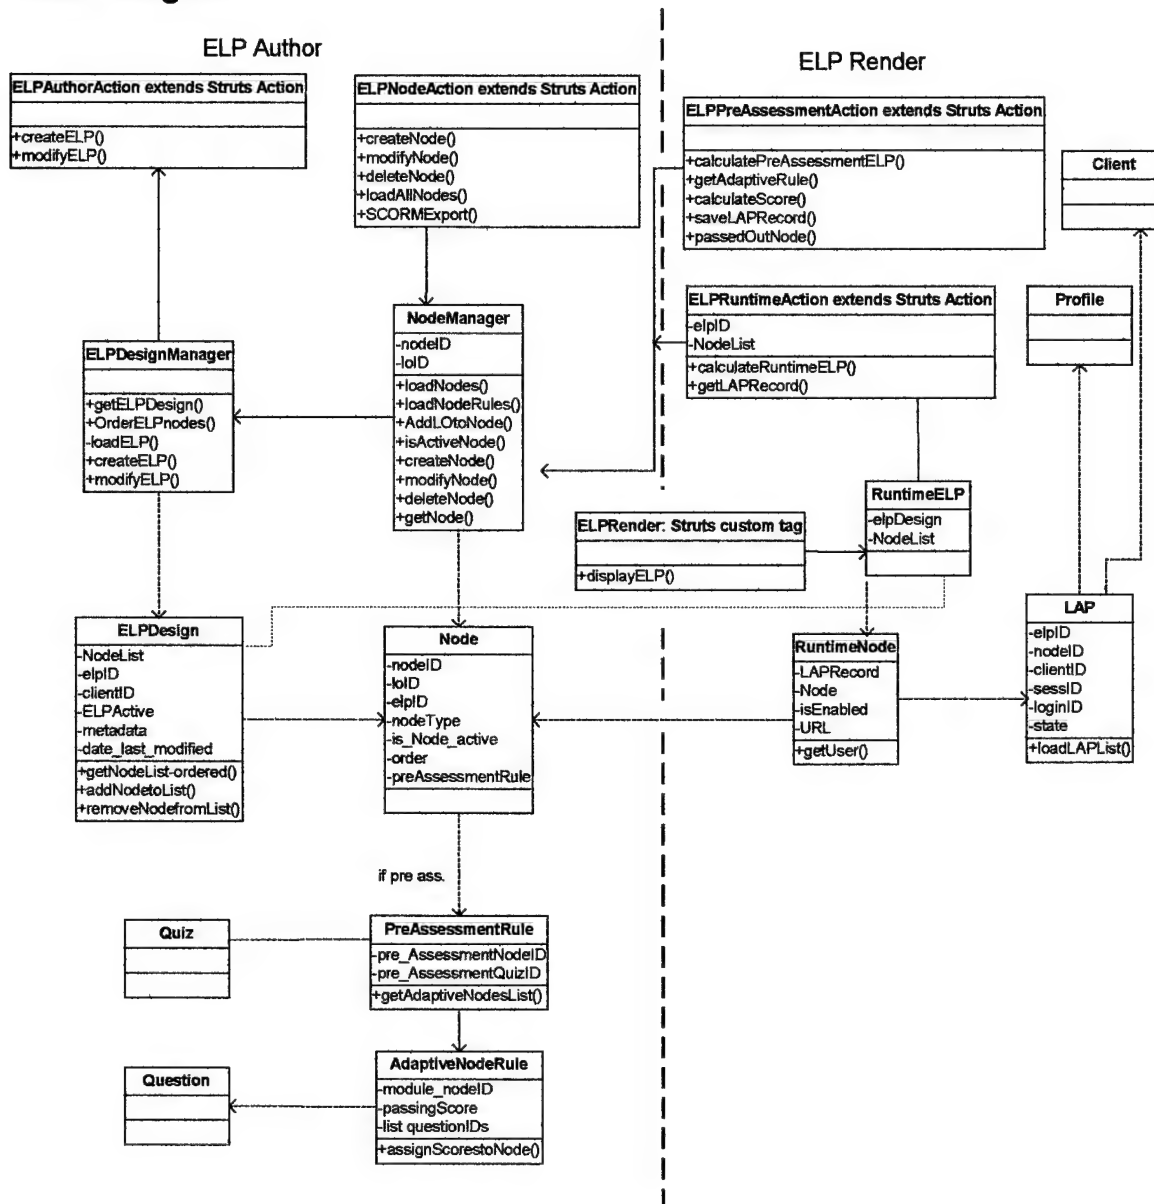 ELP Author
ELPAuthorAction extends Struts Action
+createELP()
+modifyELP()
ELPNodeAction extends Struts Action
+createNode()
+modifyNode()
+deleteNode()
+loadAllNodes()
+SCORMExport()
ELPDesignManager
+getELPDesign()
+OrderELPnodes()
-loadELP()
+createELP()
+modifyELP()
NodeManager
-nodeID
-loID
+loadNodes()
+loadNodeRules()
+AddLOtoNode()
+isActiveNode()
+createNode()
+modifyNode()
+deleteNode()
+getNode()
ELPDesign
-NodeList
-elpID
-clientID
-ELPActive
-metadata
-date_last_modified
+getNodeList-ordered()
+addNodetoList()
+removeNodefromList()
Node
-nodeID
-loID
-elpID
-nodeType
-is_Node_active
-order
-preAssessmentRule
if pre ass.
Quiz
PreAssessmentRule
-pre_AssessmentNodeID
-pre_AssessmentQuizID
+getAdaptiveNodesList()
Question
AdaptiveNodeRule
-module_nodeID
-passingScore
-list questionIDs
+assignScorestoNode()
ELP Render
ELPPreAssessmentAction extends Struts Action
+calculatePreAssessmentELP()
+getAdaptiveRule()
+calculateScore()
+saveLAPRecord()
+passedOutNode()
Client
ELPRuntimeAction extends Struts Action
-elpID
-NodeList
+calculateRuntimeELP()
+getLAPRecord()
Profile
ELPRender: Struts custom tag
+displayELP()
RuntimeELP
-elpDesign
-NodeList
RuntimeNode
-LAPRecord
-Node
-isEnabled
-URL
+getUser()
LAP
-elpID
-nodeID
-clientID
-sessID
-loginID
-state
+loadLAPList()